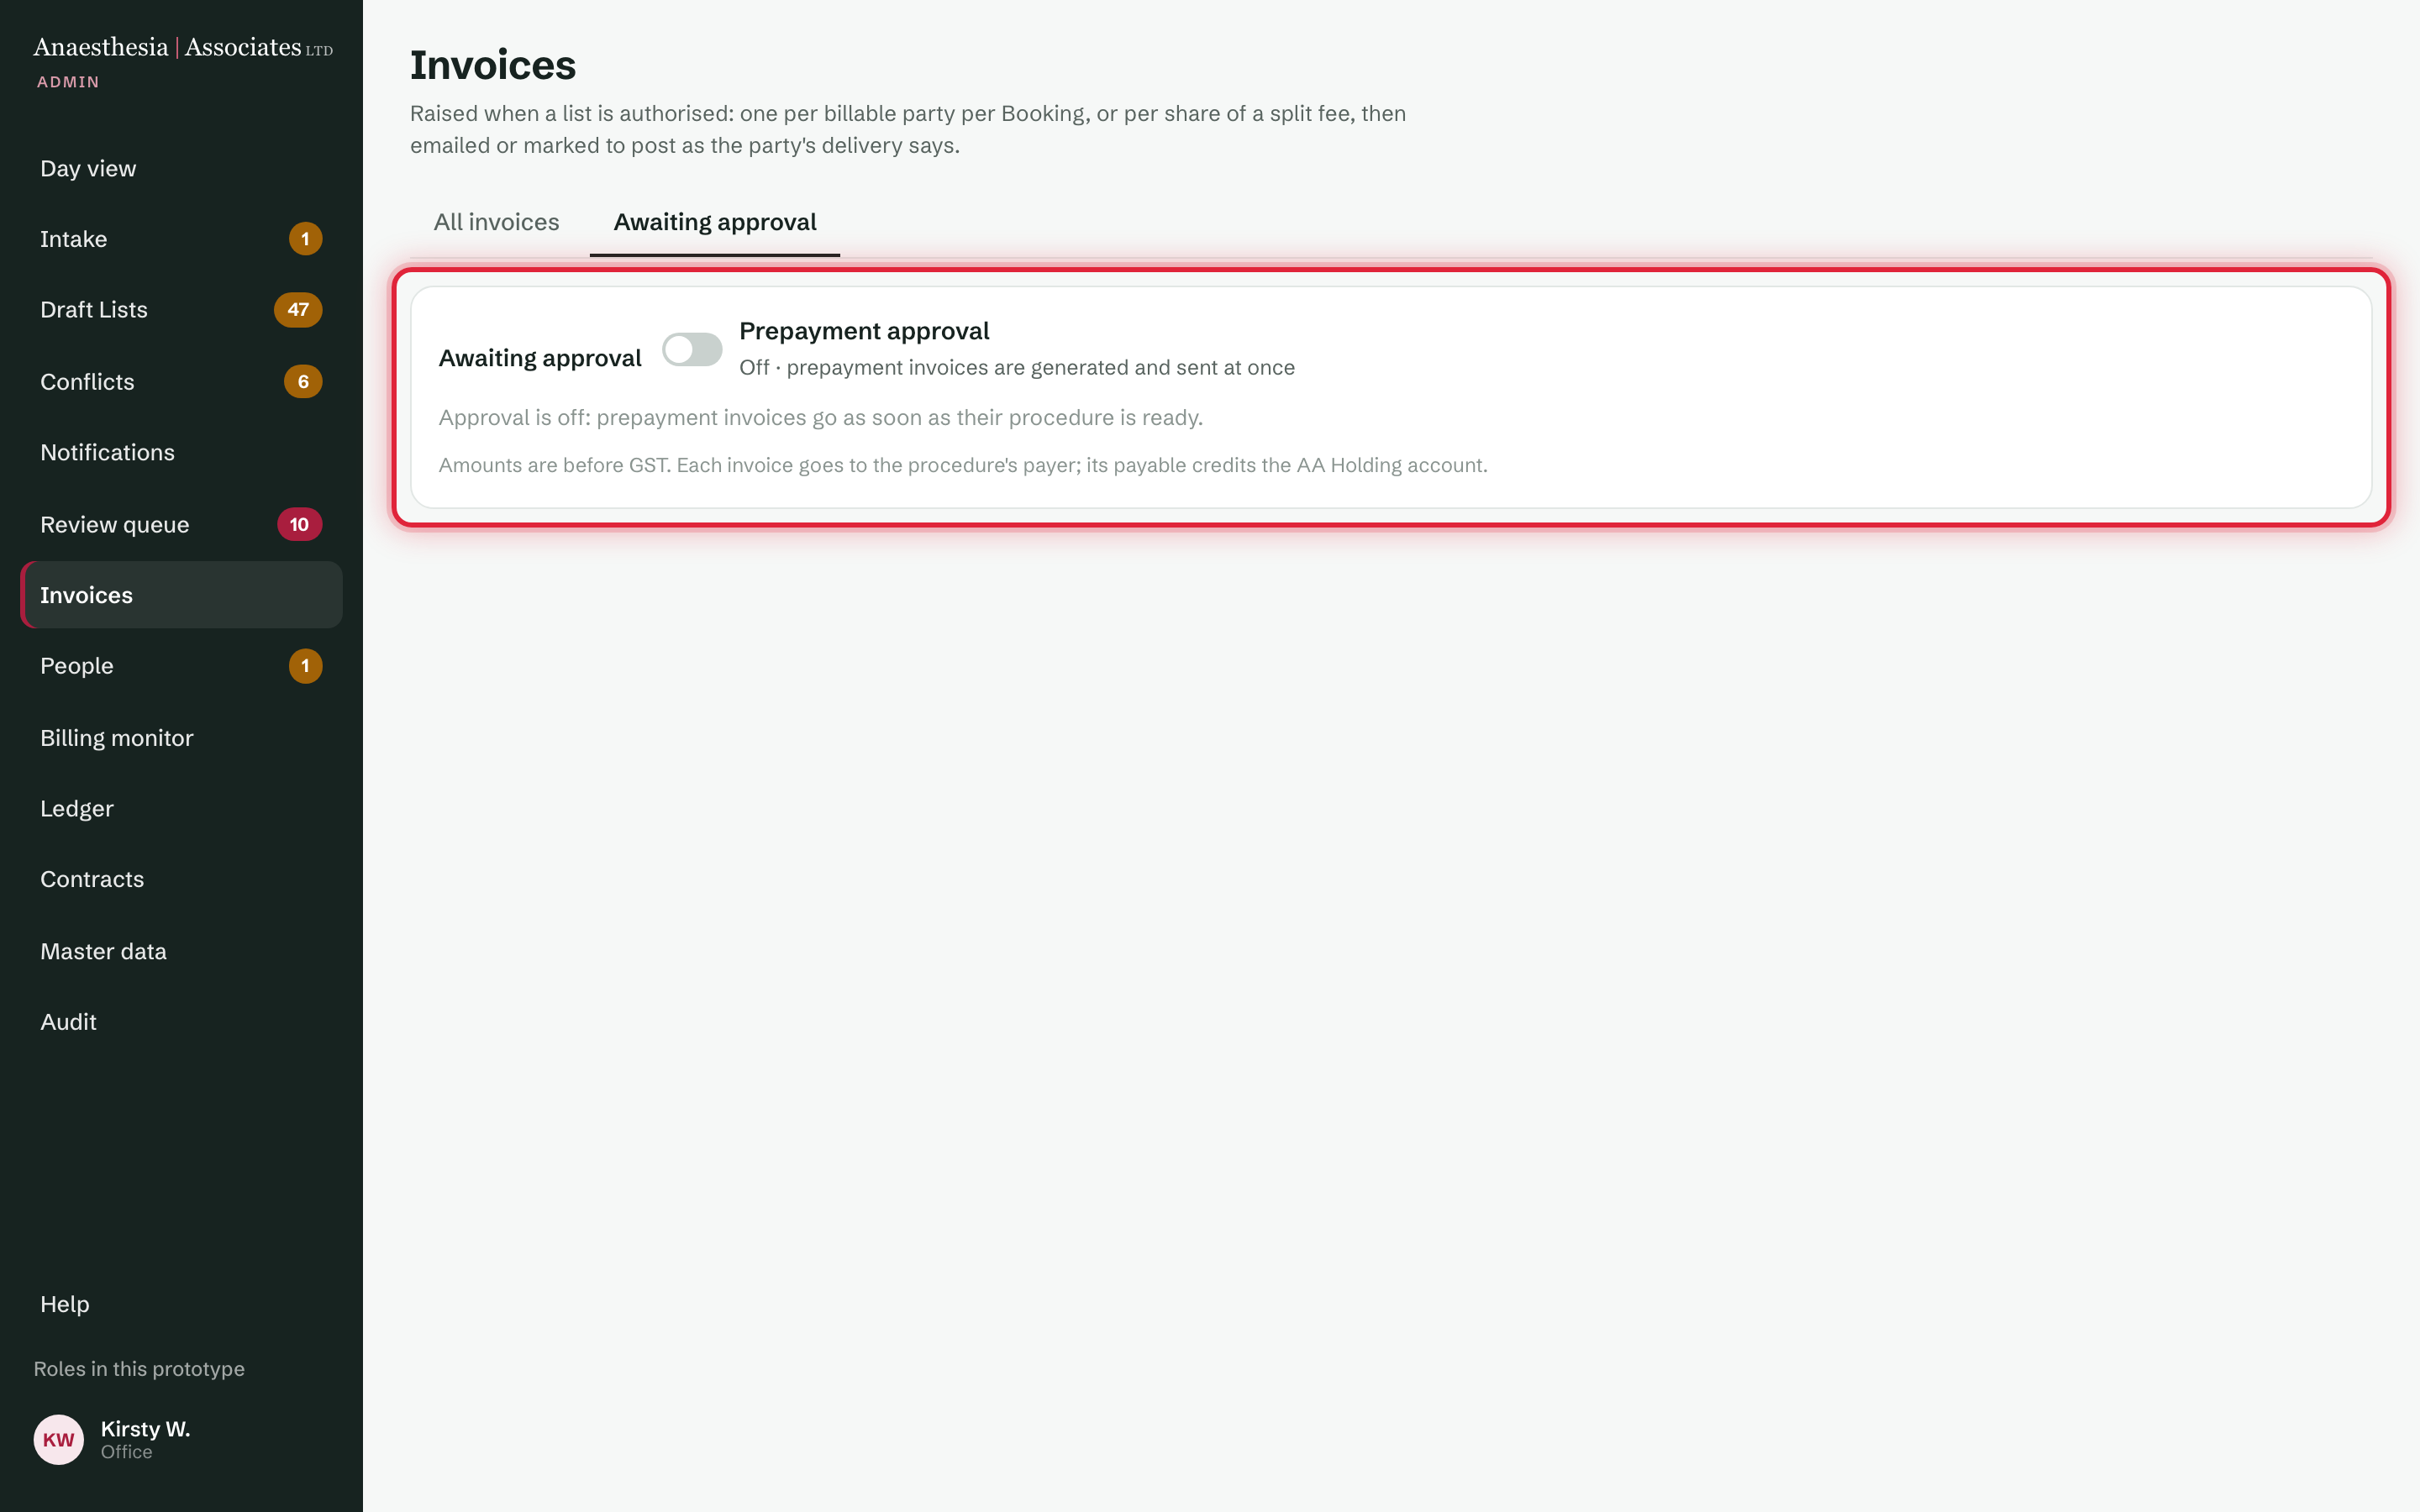 Anaesthesia | Associates LTD
ADMIN
Day view
Intake 1
Draft Lists 47
Conflicts 6
Notifications
Review queue 10
Invoices
People 1
Billing monitor
Ledger
Contracts
Master data
Audit
Help
Roles in this prototype
KW Kirsty W.
Office
Invoices
Raised when a list is authorised: one per billable party per Booking, or per share of a split fee, then
emailed or marked to post as the party's delivery says.
All invoices Awaiting approval
Awaiting approval Prepayment approval
Off · prepayment invoices are generated and sent at once
Approval is off: prepayment invoices go as soon as their procedure is ready.
Amounts are before GST. Each invoice goes to the procedure's payer; its payable credits the AA Holding account.